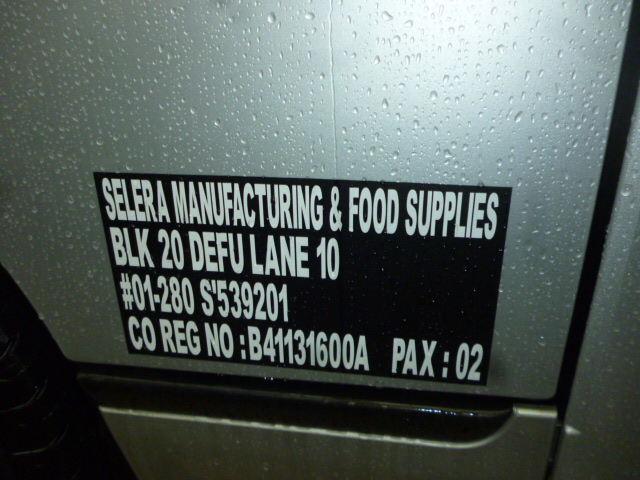 SELERA MANUFACTURING & FOOD SUPPLIES
BLK 20 DEFU LANE 10
#01-280 S'539201
CO REG NO : B41131600A PAX : 02